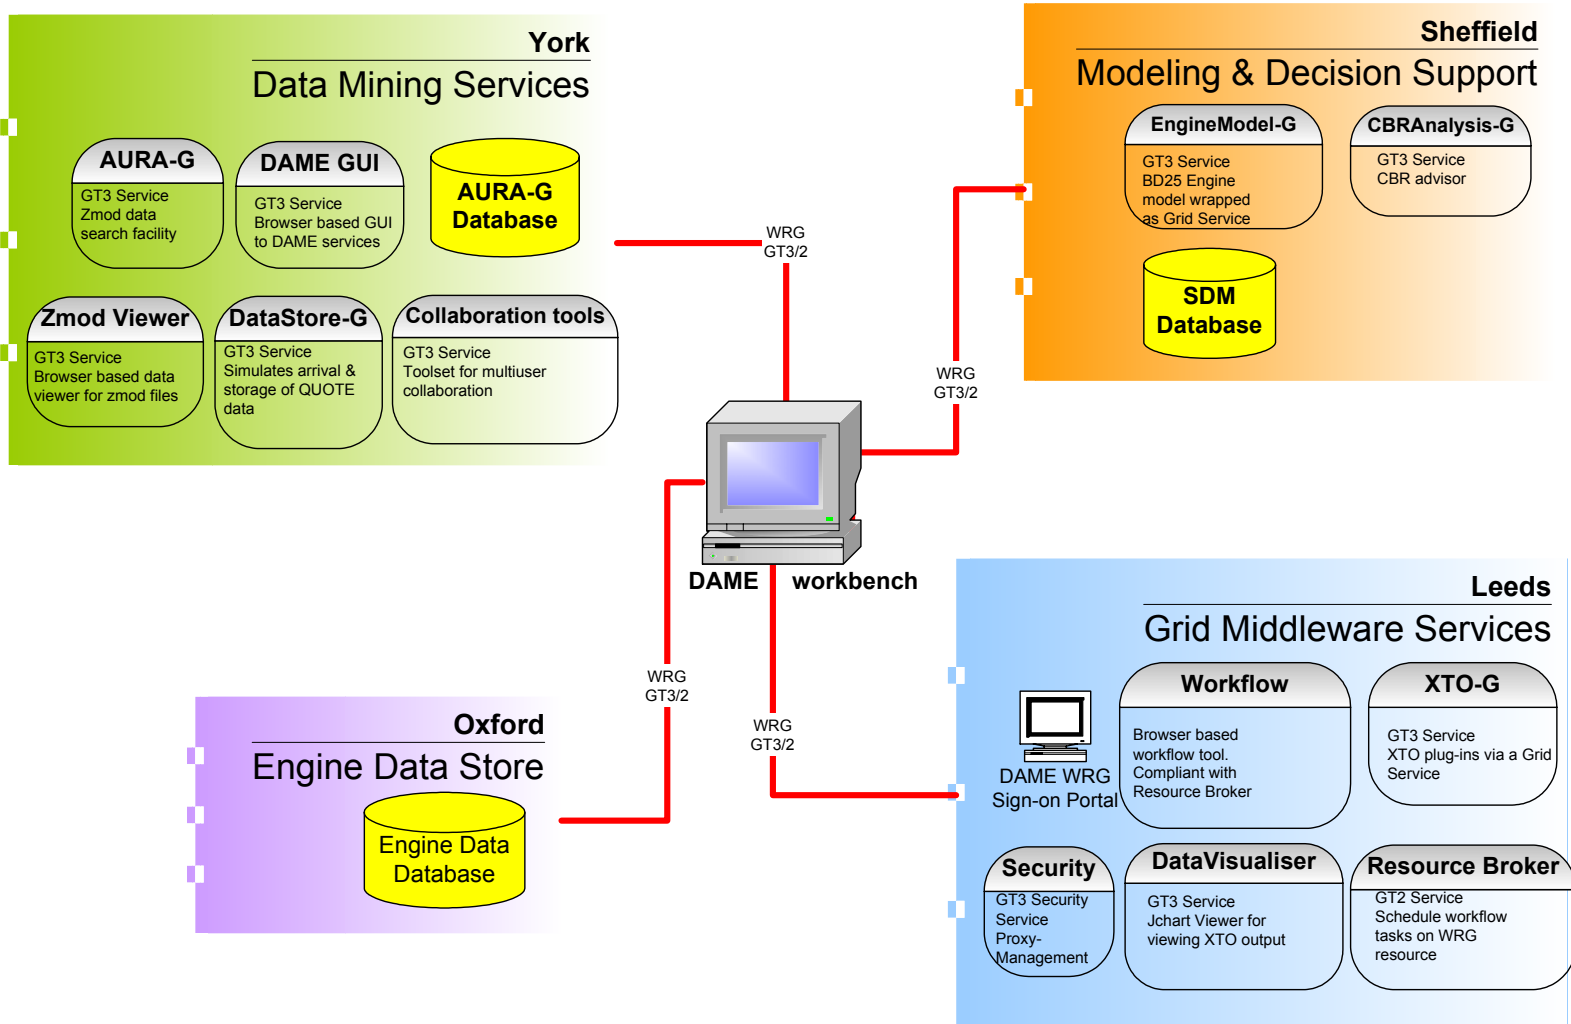 York
Data Mining Services
AURA-G
GT3 Service
Zmod data
search facility
DAME GUI
GT3 Service
Browser based GUI
to DAME services
AURA-G
Database
Zmod Viewer
GT3 Service
Browser based data
viewer for zmod files
DataStore-G
GT3 Service
Simulates arrival &
storage of QUOTE
data
Collaboration tools
GT3 Service
Toolset for multiuser
collaboration
Sheffield
Modeling & Decision Support
EngineModel-G
GT3 Service
BD25 Engine
model wrapped
as Grid Service
CBRAnalysis-G
GT3 Service
CBR advisor
SDM
Database
WRG
GT3/2
WRG
GT3/2
DAME workbench
WRG
GT3/2
WRG
GT3/2
Oxford
Engine Data Store
Engine Data
Database
Leeds
Grid Middleware Services
DAME WRG
Sign-on Portal
Workflow
Browser based
workflow tool.
Compliant with
Resource Broker
XTO-G
GT3 Service
XTO plug-ins via a Grid
Service
Security
GT3 Security
Service
Proxy-
Management
DataVisualiser
GT3 Service
Jchart Viewer for
viewing XTO output
Resource Broker
GT2 Service
Schedule workflow
tasks on WRG
resource